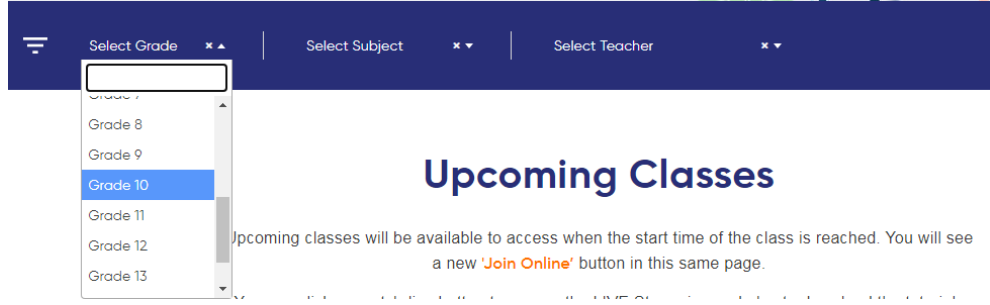 Select Grade × ▲ Select Subject × ▼ Select Teacher × ▼
Grade 7
Grade 8
Grade 9
Grade 10
Grade 11
Grade 12
Grade 13
Upcoming Classes
Upcoming classes will be available to access when the start time of the class is reached. You will see
a new 'Join Online' button in this same page.